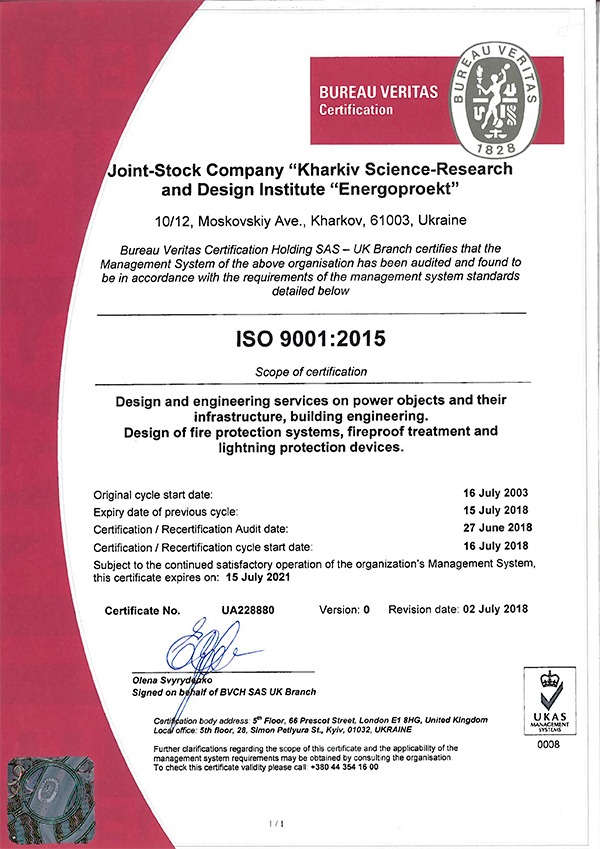 BUREAU VERITAS
Certification
BUREAU VERITAS
1828
Joint-Stock Company “Kharkiv Science-Research
and Design Institute “Energoproekt”
10/12, Moskovskiy Ave., Kharkov, 61003, Ukraine
Bureau Veritas Certification Holding SAS – UK Branch certifies that the
Management System of the above organisation has been audited and found to
be in accordance with the requirements of the management system standards
detailed below
ISO 9001:2015
Scope of certification
Design and engineering services on power objects and their
infrastructure, building engineering.
Design of fire protection systems, fireproof treatment and
lightning protection devices.
Original cycle start date: 16 July 2003
Expiry date of previous cycle: 15 July 2018
Certification / Recertification Audit date: 27 June 2018
Certification / Recertification cycle start date: 16 July 2018
Subject to the continued satisfactory operation of the organization's Management System,
this certificate expires on: 15 July 2021
Certificate No. UA228880 Version: 0 Revision date: 02 July 2018
Olena Svyrydenko
Signed on behalf of BVCH SAS UK Branch
Certification body address: 5th Floor, 66 Prescot Street, London E1 8HG, United Kingdom
Local office: 5th floor, 28, Simon Petlyura St., Kyiv, 01032, UKRAINE
Further clarifications regarding the scope of this certificate and the applicability of the
management system requirements may be obtained by consulting the organisation.
To check this certificate validity please call: +380 44 354 16 00
UKAS
MANAGEMENT
SYSTEMS
0008
1 / 1